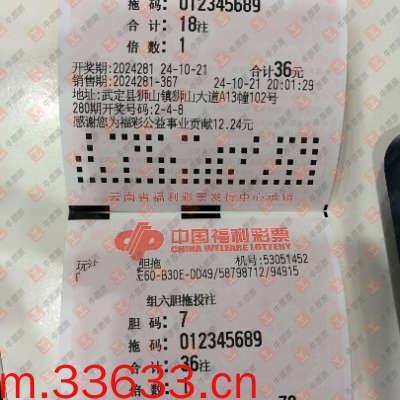 拖 码: 012345689
合 计: 18注
倍 数: 1
开奖期:2024281 24-10-21 合计36元
销售期:2024281-367 24-10-21 20:01:29
地址:武定县狮山镇狮山大道A13幢102号
280期开奖号码:2-4-8
感谢您为福彩公益事业贡献12.24元
云南省福利彩票发行中心承销
中国福利彩票
CHINA WELFARE LOTTERY
胆拖 机号:53051452
E60-B30E-DD49/58798712/94915
组六胆拖投注
胆 码: 7
拖 码: 012345689
合 计: 36注
倍 数:
m.33633.cn